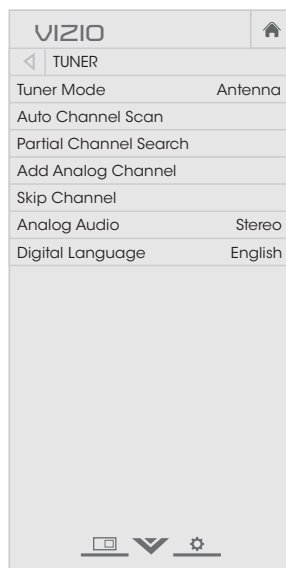 VIZIO
TUNER
Tuner Mode Antenna
Auto Channel Scan
Partial Channel Search
Add Analog Channel
Skip Channel
Analog Audio Stereo
Digital Language English